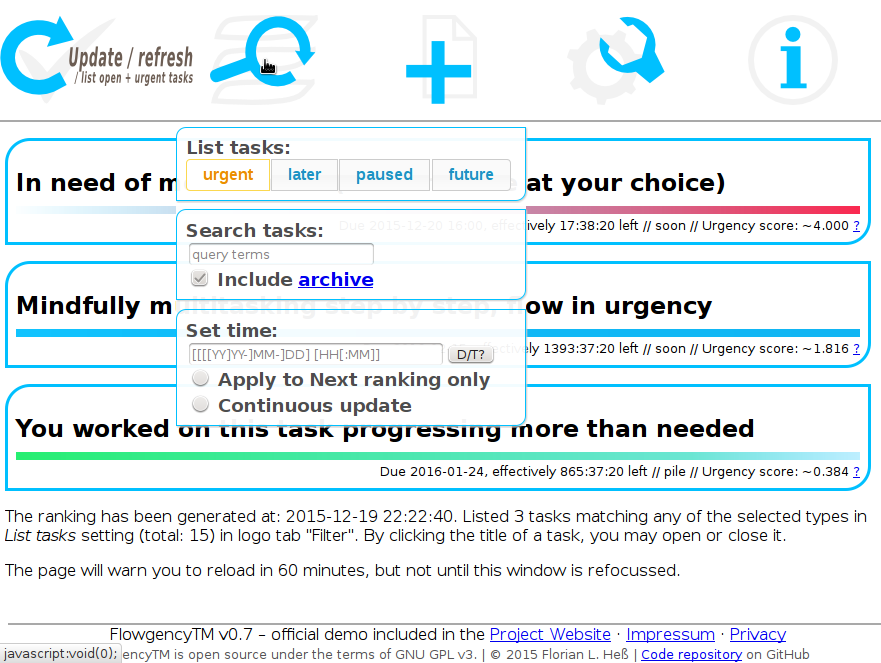 Update / refresh
/ list open + urgent tasks
List tasks:
urgent later paused future
In need of m at your choice)
Due 2015-12-20 16:00, effectively 17:38:20 left // soon // Urgency score: ~4.000 ?
Search tasks:
query terms
Include archive
Mindfully multitasking step by step, now in urgency
Set time:
[[[[YY]YY-]MM-]DD] [HH[:MM]] D/T?
ly 1393:37:20 left // soon // Urgency score: ~1.816 ?
Apply to Next ranking only
Continuous update
You worked on this task progressing more than needed
Due 2016-01-24, effectively 865:37:20 left // pile // Urgency score: ~0.384 ?
The ranking has been generated at: 2015-12-19 22:22:40. Listed 3 tasks matching any of the selected types in
List tasks setting (total: 15) in logo tab "Filter". By clicking the title of a task, you may open or close it.
The page will warn you to reload in 60 minutes, but not until this window is refocussed.
FlowgencyTM v0.7 – official demo included in the Project Website · Impressum · Privacy
javascript:void(0); encyTM is open source under the terms of GNU GPL v3. | © 2015 Florian L. Heß | Code repository on GitHub